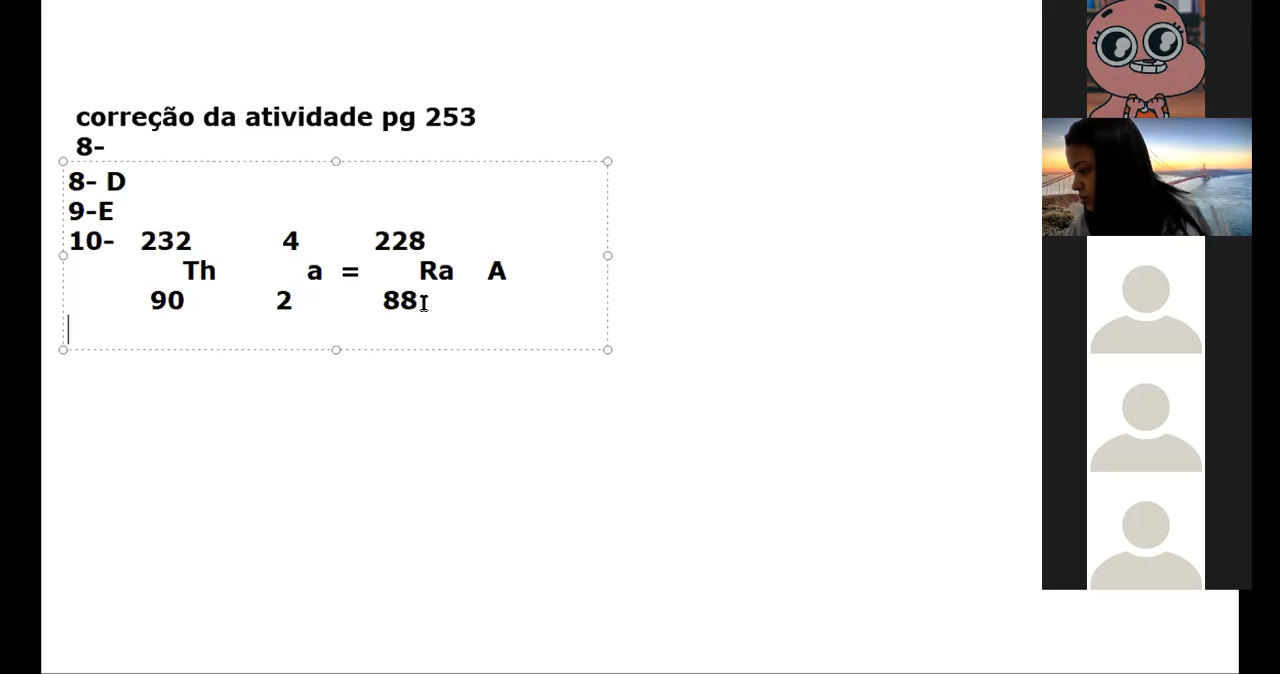 correção da atividade pg 253
8-
8- D
9-E
10- 232 4 228
Th a = Ra A
90 2 88